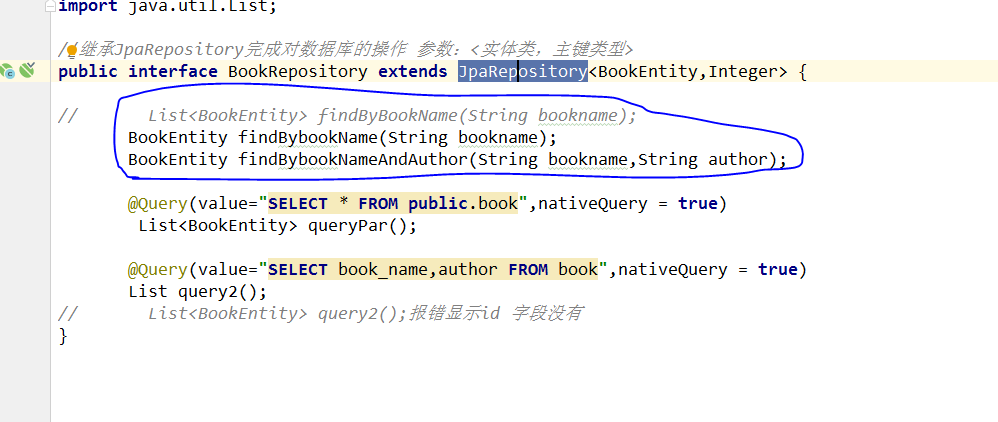 import java.util.List;
//继承JpaRepository完成对数据库的操作 参数：<实体类，主键类型>
public interface BookRepository extends JpaRepository<BookEntity,Integer> {
// List<BookEntity> findByBookName(String bookname);
BookEntity findBybookName(String bookname);
BookEntity findBybookNameAndAuthor(String bookname,String author);
@Query(value="SELECT * FROM public.book",nativeQuery = true)
List<BookEntity> queryPar();
@Query(value="SELECT book_name,author FROM book",nativeQuery = true)
List query2();
// List<BookEntity> query2();报错显示id 字段没有
}